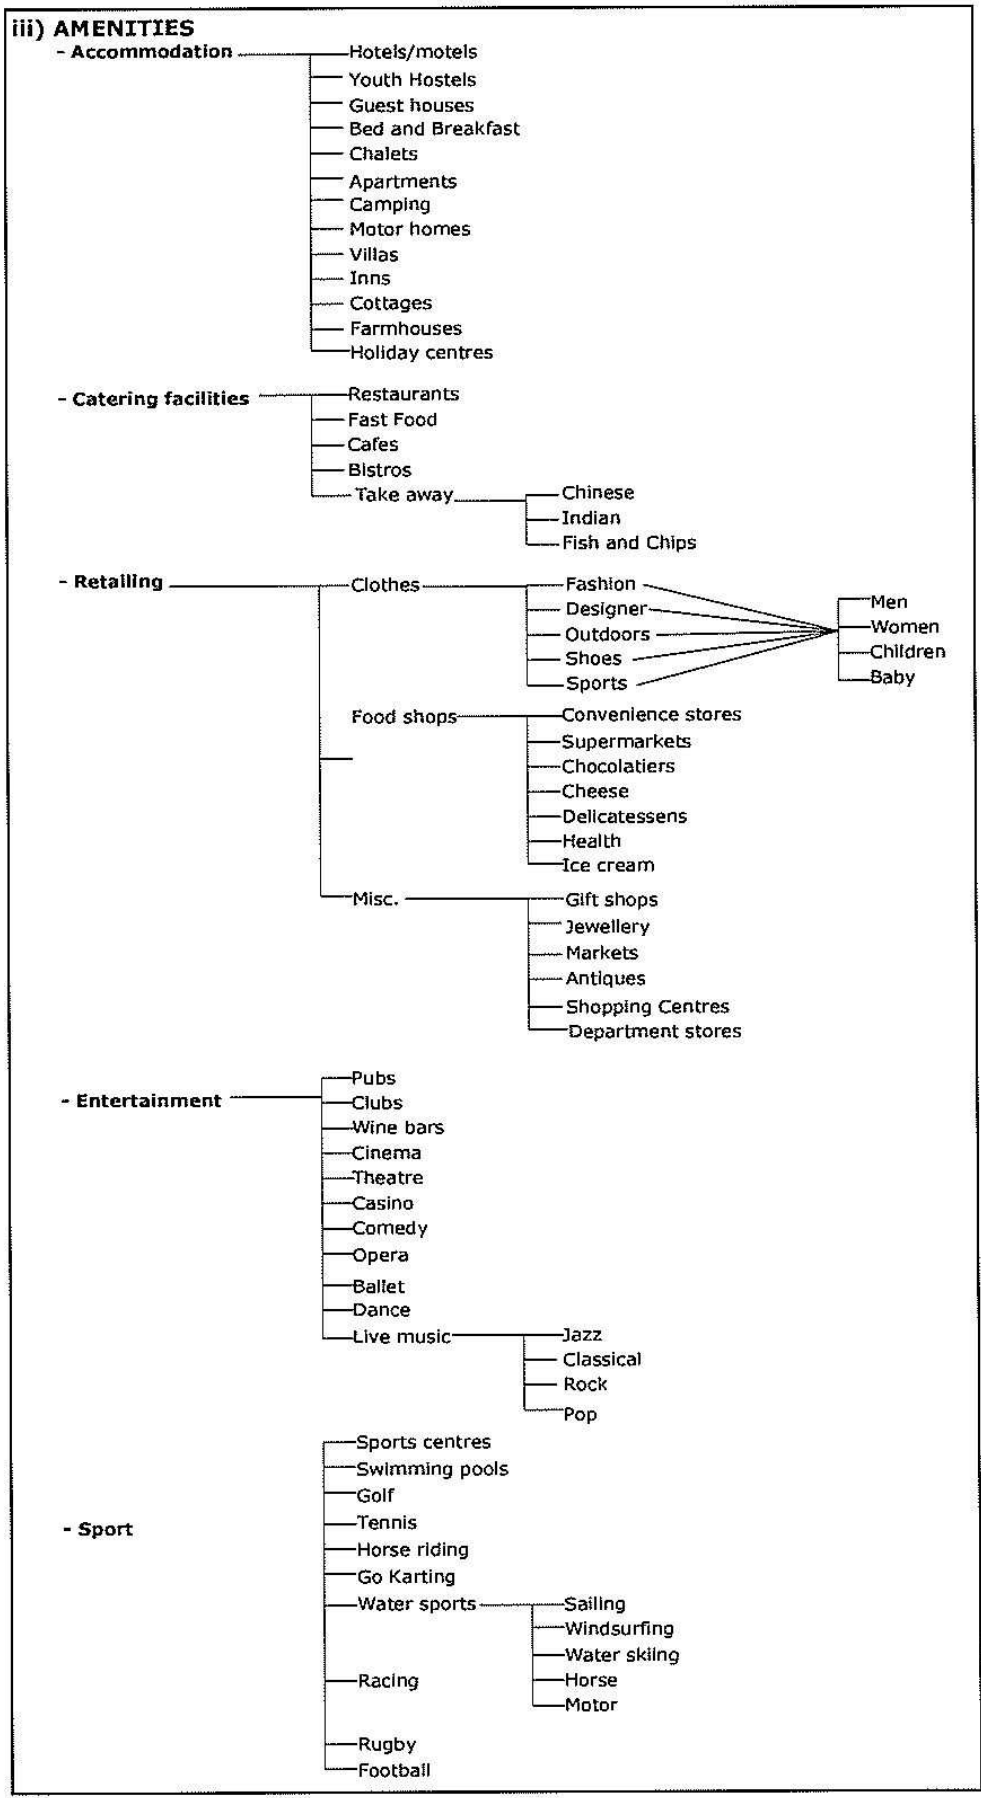 iii) AMENITIES
- Accommodation Hotels/motels
Youth Hostels
Guest houses
Bed and Breakfast
Chalets
Apartments
Camping
Motor homes
Villas
Inns
Cottages
Farmhouses
Holiday centres
- Catering facilities Restaurants
Fast Food
Cafes
Bistros
Take away Chinese
Indian
Fish and Chips
- Retailing Clothes Fashion
Designer Men
Outdoors Women
Shoes Children
Sports Baby
Food shops Convenience stores
Supermarkets
Chocolatiers
Cheese
Delicatessens
Health
Ice cream
Misc. Gift shops
Jewellery
Markets
Antiques
Shopping Centres
Department stores
Pubs
- Entertainment Clubs
Wine bars
Cinema
Theatre
Casino
Comedy
Opera
Ballet
Dance
Live music Jazz
Classical
Rock
Pop
Sports centres
Swimming pools
Golf
- Sport Tennis
Horse riding
Go Karting
Water sports Sailing
Windsurfing
Water skiing
Racing Horse
Motor
Rugby
Football